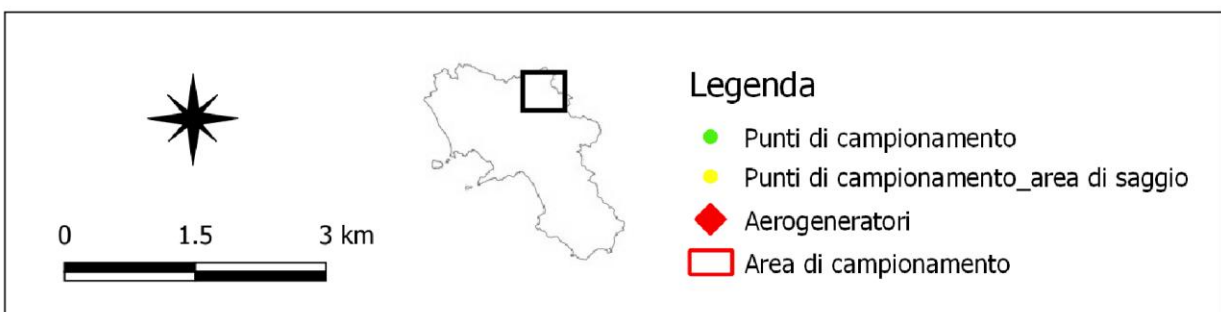 0 1.5 3 km
Legenda
Punti di campionamento
Punti di campionamento_area di saggio
Aerogeneratori
Area di campionamento